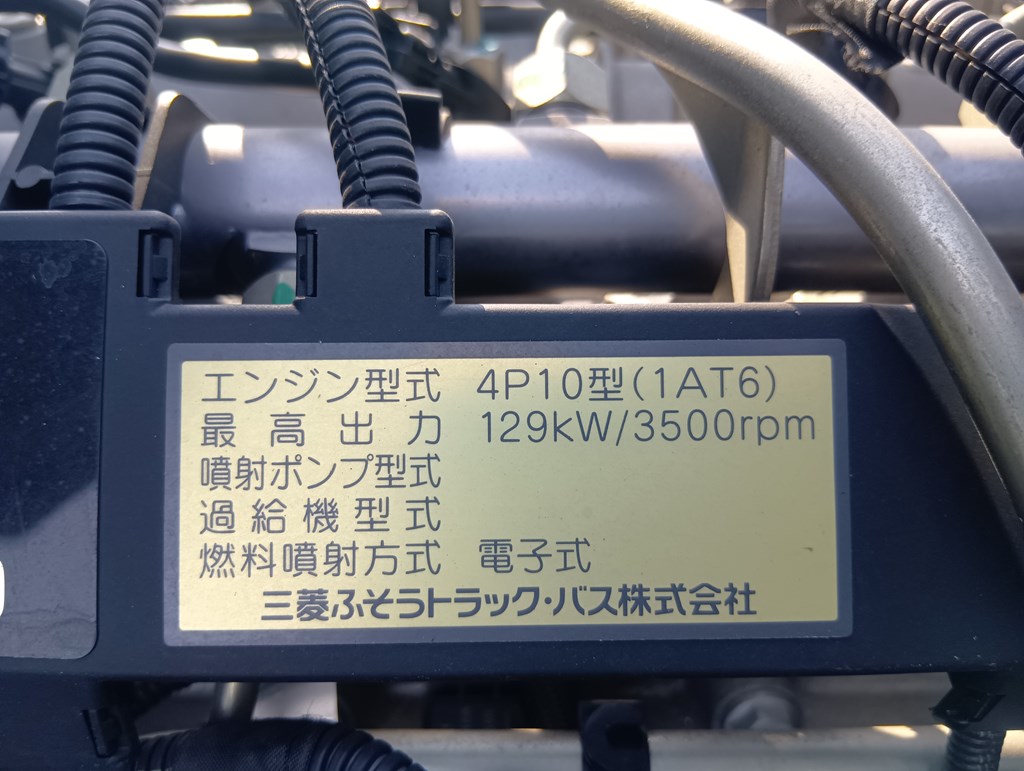 エンジン型式 4P10型(1AT6)
最高出力 129kW/3500rpm
噴射ポンプ型式
過給機型式
燃料噴射方式 電子式
三菱ふそうトラック・バス株式会社